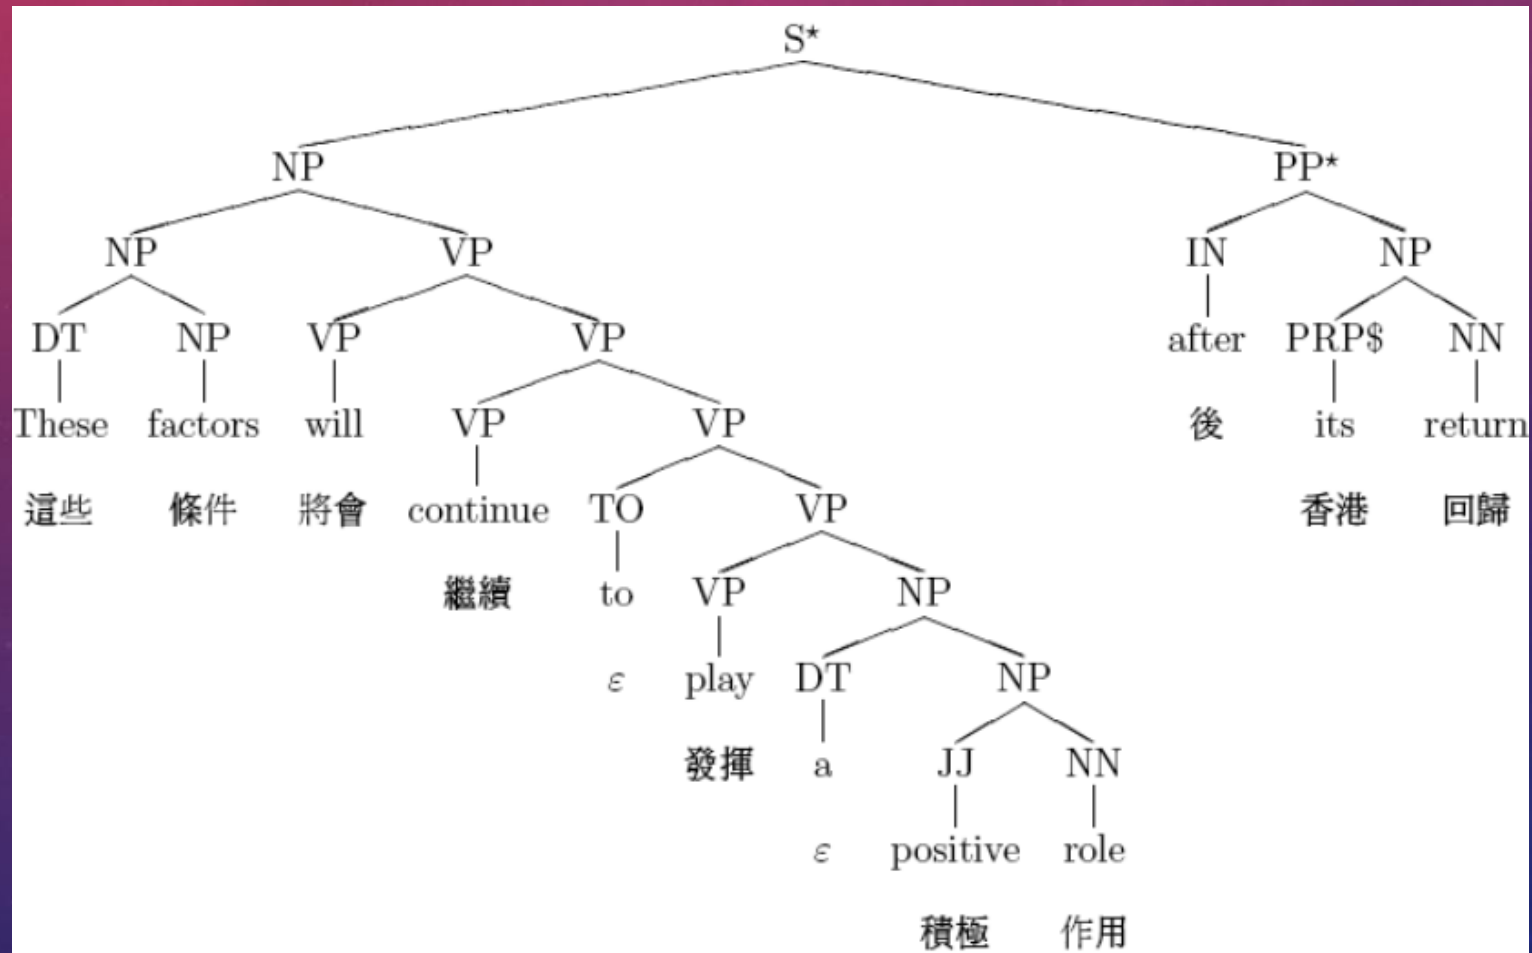 S⋆
NP PP⋆
NP VP IN NP
DT NP VP VP after PRP$ NN
These factors will VP VP 後 its return
這些 條件 將會 continue TO VP 香港 回歸
繼續 to VP NP
ε play DT NP
發揮 a JJ NN
ε positive role
積極 作用